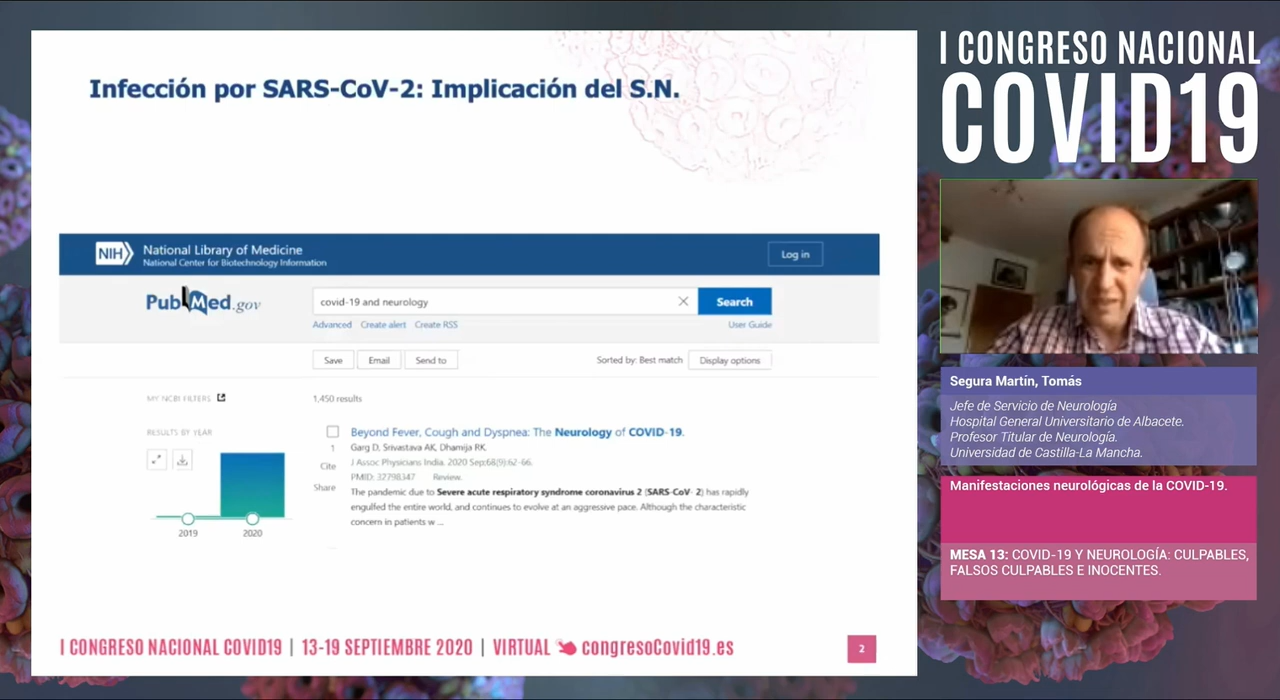 Infección por SARS-CoV-2: Implicación del S.N.
NIH
National Library of Medicine
National Center for Biotechnology Information
Log in
PubMed.gov
covid-19 and neurology
Search
Advanced Create alert Create RSS
User Guide
Save Email Send to
Sorted by: Best match Display options
MY NCBI FILTERS
1,450 results
RESULTS BY YEAR
2019 2020
1
Cite
Share
Beyond Fever, Cough and Dyspnea: The Neurology of COVID-19.
Garg D, Srivastava AK, Dhamija RK.
J Assoc Physicians India. 2020 Sep;68(9):62-66.
PMID: 32798347 Review.
The pandemic due to Severe acute respiratory syndrome coronavirus 2 (SARS-CoV- 2) has rapidly
engulfed the entire world, and continues to evolve at an aggressive pace. Although the characteristic
concern in patients w ...
I CONGRESO NACIONAL COVID19 | 13-19 SEPTIEMBRE 2020 | VIRTUAL congresoCovid19.es
2
I CONGRESO NACIONAL
COVID19
Segura Martín, Tomás
Jefe de Servicio de Neurología
Hospital General Universitario de Albacete.
Profesor Titular de Neurología.
Universidad de Castilla-La Mancha.
Manifestaciones neurológicas de la COVID-19.
MESA 13: COVID-19 Y NEUROLOGÍA: CULPABLES,
FALSOS CULPABLES E INOCENTES.